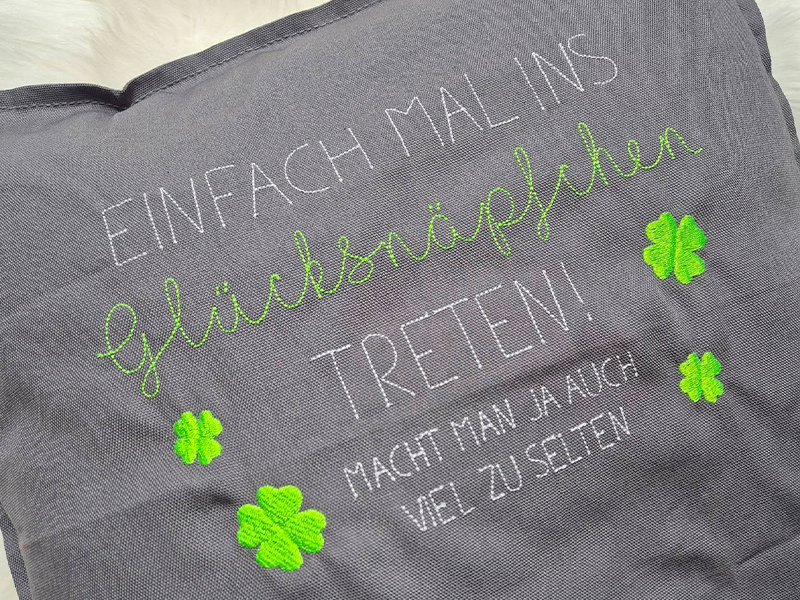 EINFACH MAL INS
Glücksnäpfchen
TRETEN!
MACHT MAN JA AUCH
VIEL ZU SELTEN